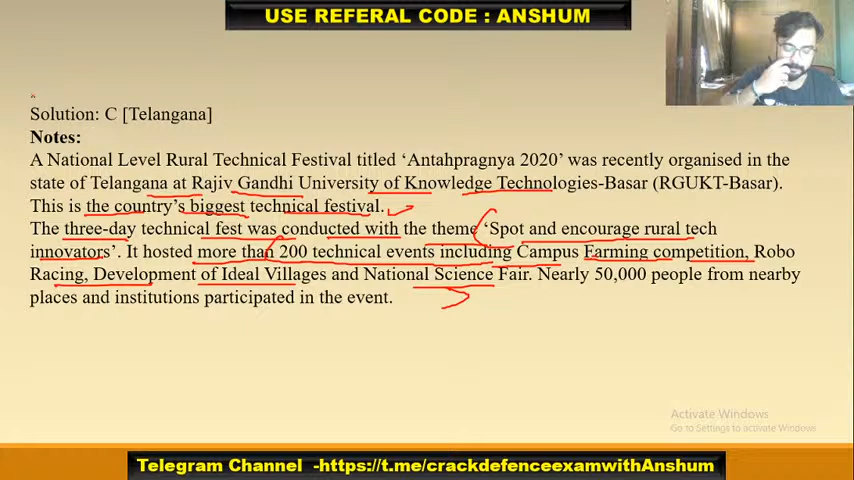 USE REFERAL CODE : ANSHUM
Solution: C [Telangana]
Notes:
A National Level Rural Technical Festival titled ‘Antahpragnya 2020’ was recently organised in the
state of Telangana at Rajiv Gandhi University of Knowledge Technologies-Basar (RGUKT-Basar).
This is the country’s biggest technical festival.
The three-day technical fest was conducted with the theme ‘Spot and encourage rural tech
innovators’. It hosted more than 200 technical events including Campus Farming competition, Robo
Racing, Development of Ideal Villages and National Science Fair. Nearly 50,000 people from nearby
places and institutions participated in the event.
Activate Windows
Go to Settings to activate Windows.
Telegram Channel -https://t.me/crackdefenceexamwithAnshum